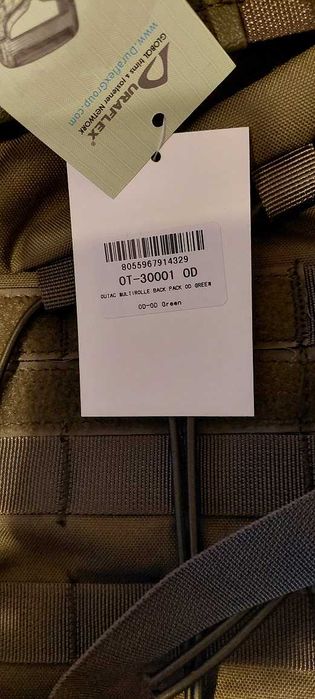 DURAFLEX®
GLOBAL trims & fastener NETWORK
www.DuraflexGroup.com
8055967914329
OT-30001 OD
OUTAC MULTIROLLE BACK PACK OD GREEN
OD-OD Green